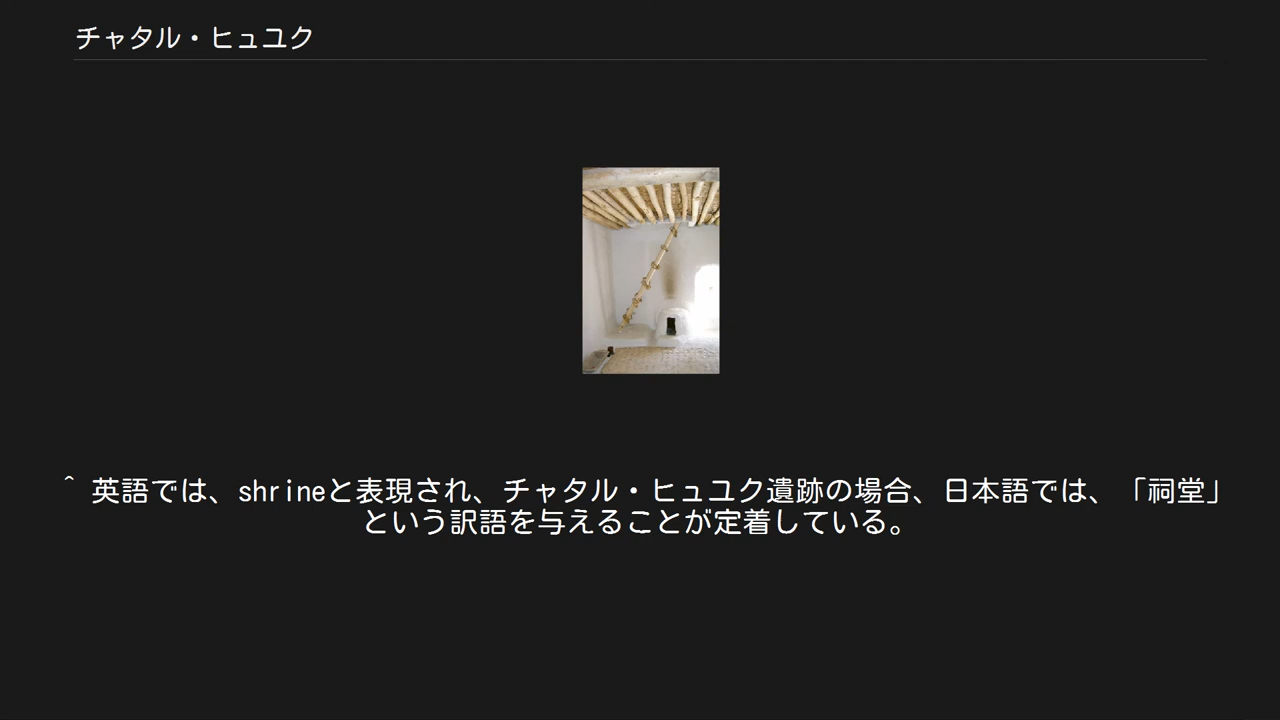 チャタル・ヒュユク
^ 英語では、shrineと表現され、チャタル・ヒュユク遺跡の場合、日本語では、「祠堂」
という訳語を与えることが定着している。